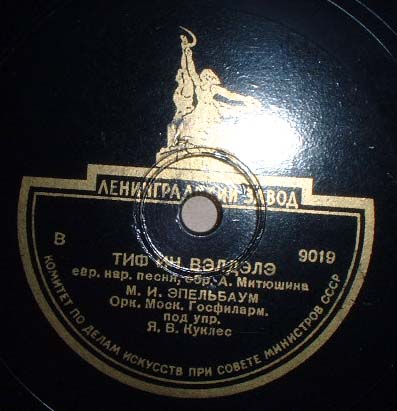 ЛЕНИНГРАДСКИЙ ЗАВОД
В 9019
ТИФ ИН ВЭЛДЭЛЭ
евр. нар. песня, обр. А. Митюшина
М. И. ЭПЕЛЬБАУМ
Орк. Моск. Госфиларм.
под упр.
Я. В. Куклес
КОМИТЕТ ПО ДЕЛАМ ИСКУССТВ ПРИ СОВЕТЕ МИНИСТРОВ СССР